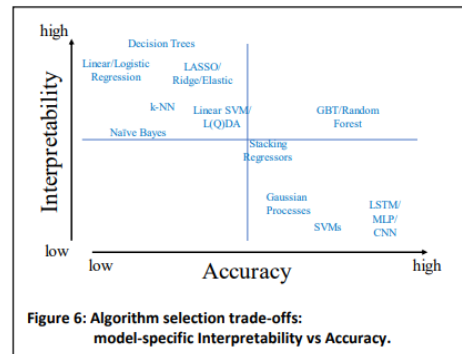 high
Decision Trees
Linear/Logistic
Regression
LASSO/
Ridge/Elastic
k-NN
Linear SVM/
L(Q)DA
GBT/Random
Forest
Naïve Bayes
Stacking
Regressors
Gaussian
Processes
SVMs
LSTM/
MLP/
CNN
Interpretability
low
low
Accuracy
high
Figure 6: Algorithm selection trade-offs:
model-specific Interpretability vs Accuracy.